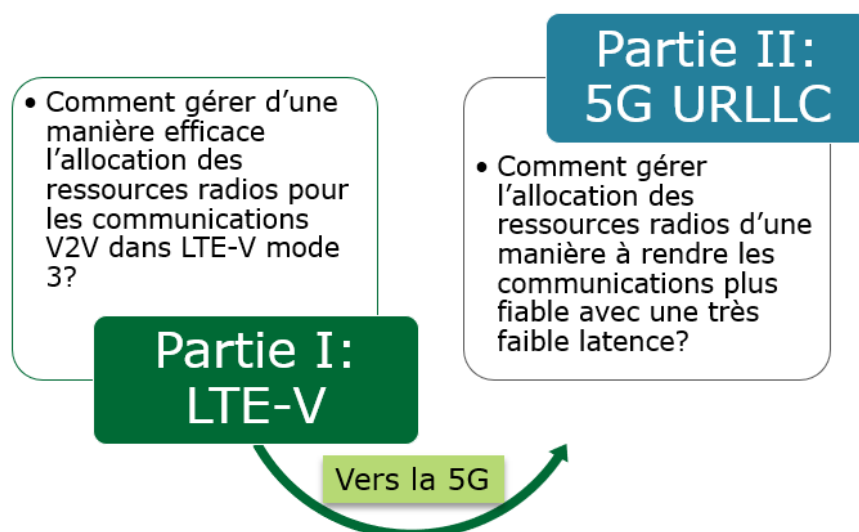 • Comment gérer d'une
manière efficace
l'allocation des
ressources radios pour
les communications
V2V dans LTE-V mode
3?
Partie I:
LTE-V
Vers la 5G
Partie II:
5G URLLC
• Comment gérer
l'allocation des
ressources radios d'une
manière à rendre les
communications plus
fiable avec une très
faible latence?